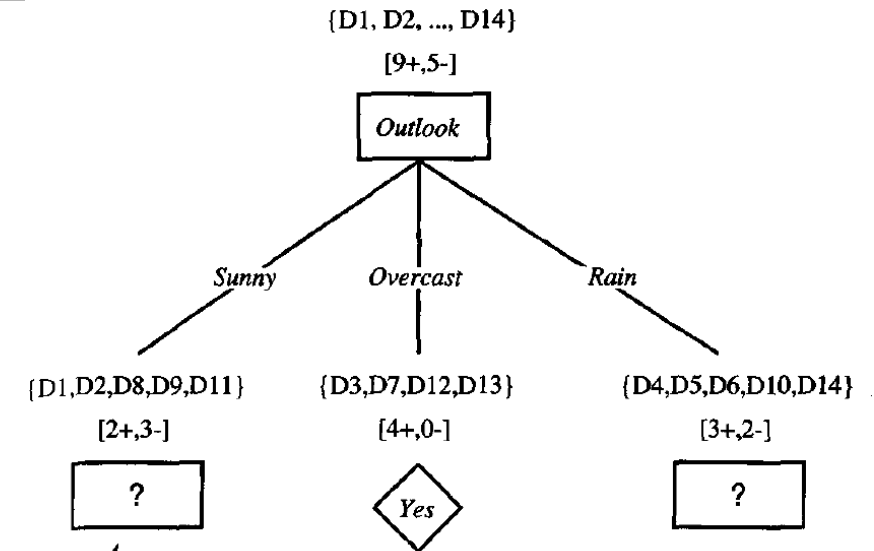 {D1, D2, ..., D14}
[9+,5-]
Outlook
Sunny
Overcast
Rain
{D1,D2,D8,D9,D11}
{D3,D7,D12,D13}
{D4,D5,D6,D10,D14}
[2+,3-]
[4+,0-]
[3+,2-]
?
Yes
?